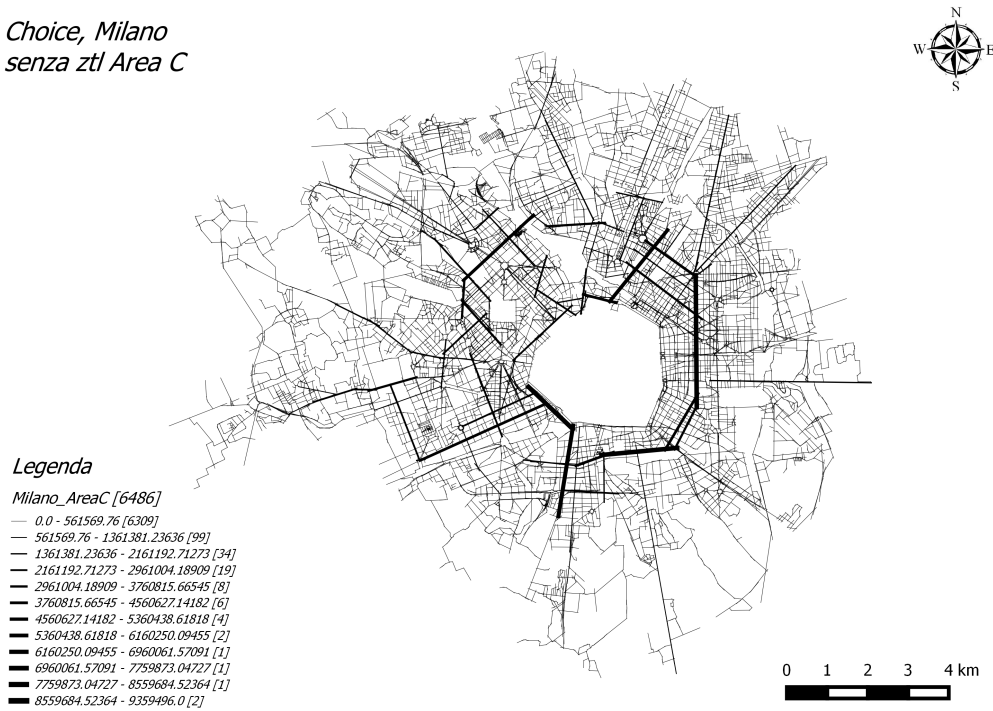 Choice, Milano
senza ztl Area C
N
W E
S
Legenda
Milano_AreaC [6486]
0.0 - 561569.76 [6309]
561569.76 - 1361381.23636 [99]
1361381.23636 - 2161192.71273 [34]
2161192.71273 - 2961004.18909 [19]
2961004.18909 - 3760815.66545 [8]
3760815.66545 - 4560627.14182 [6]
4560627.14182 - 5360438.61818 [4]
5360438.61818 - 6160250.09455 [2]
6160250.09455 - 6960061.57091 [1]
6960061.57091 - 7759873.04727 [1]
7759873.04727 - 8559684.52364 [1]
8559684.52364 - 9359496.0 [2]
0 1 2 3 4 km